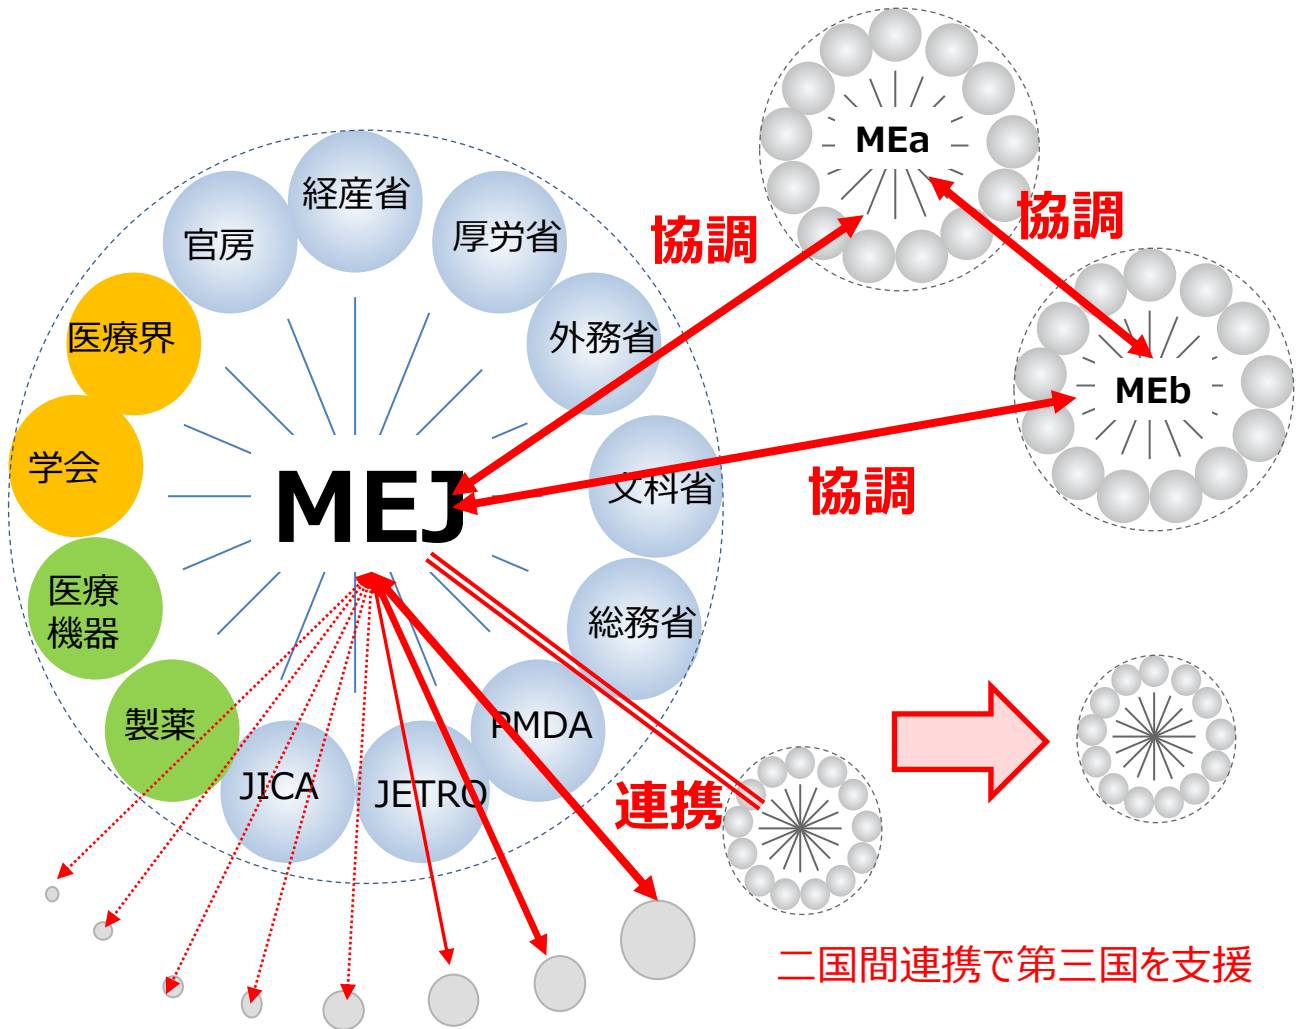 経産省
官房
厚労省
医療界
外務省
学会
文科省
MEJ
医療
機器
総務省
製薬
PMDA
JICA
JETRO
MEa
協調
協調
MEb
協調
連携
二国間連携で第三国を支援